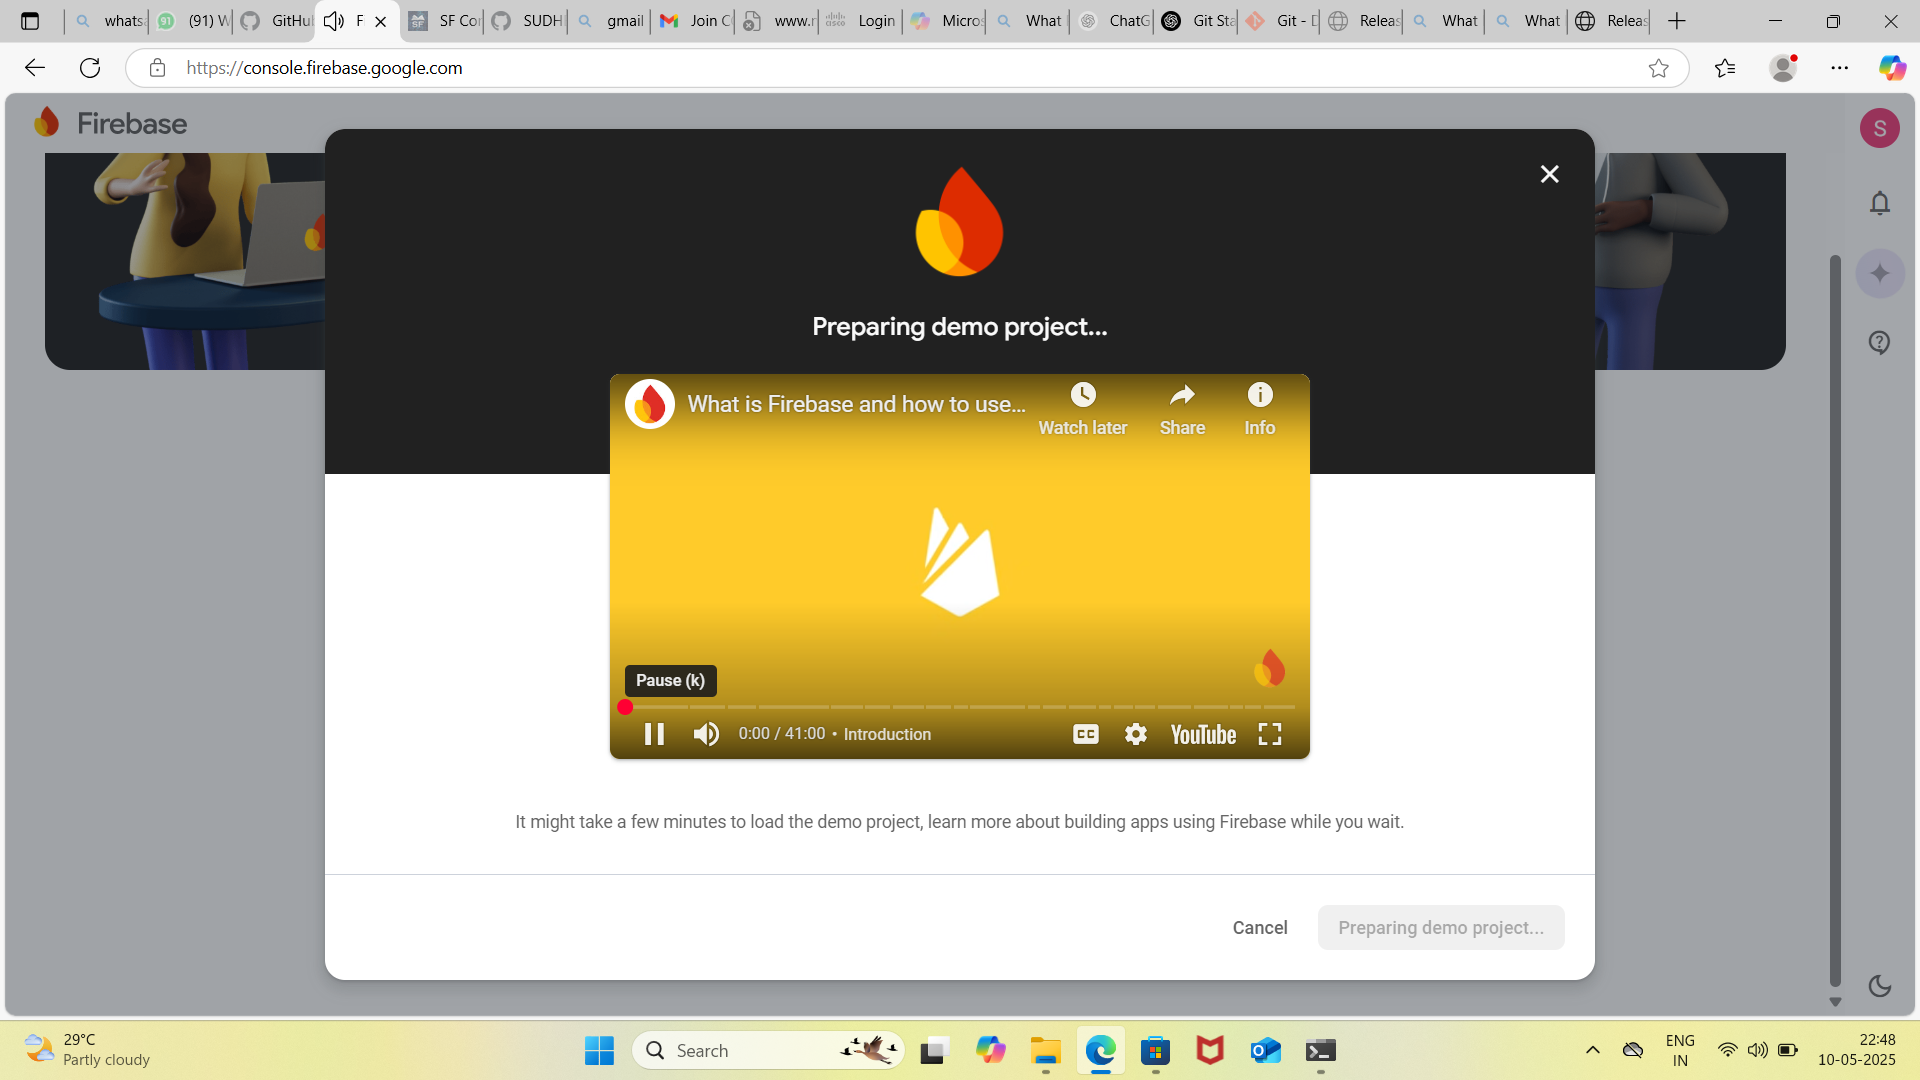 whats
(91) W
GitHu
F
SF Co
SUDH
gmail
Join C
www.r
Login
Micro
What
ChatG
Git Sta
Git - D
Releas
What
What
Releas
https://console.firebase.google.com
Firebase
S
Preparing demo project...
What is Firebase and how to use...
Watch later
Share
Info
Pause (k)
0:00 / 41:00 • Introduction
CC
YouTube
It might take a few minutes to load the demo project, learn more about building apps using Firebase while you wait.
Cancel
Preparing demo project...
29°C
Partly cloudy
Search
ENG
IN
22:48
10-05-2025